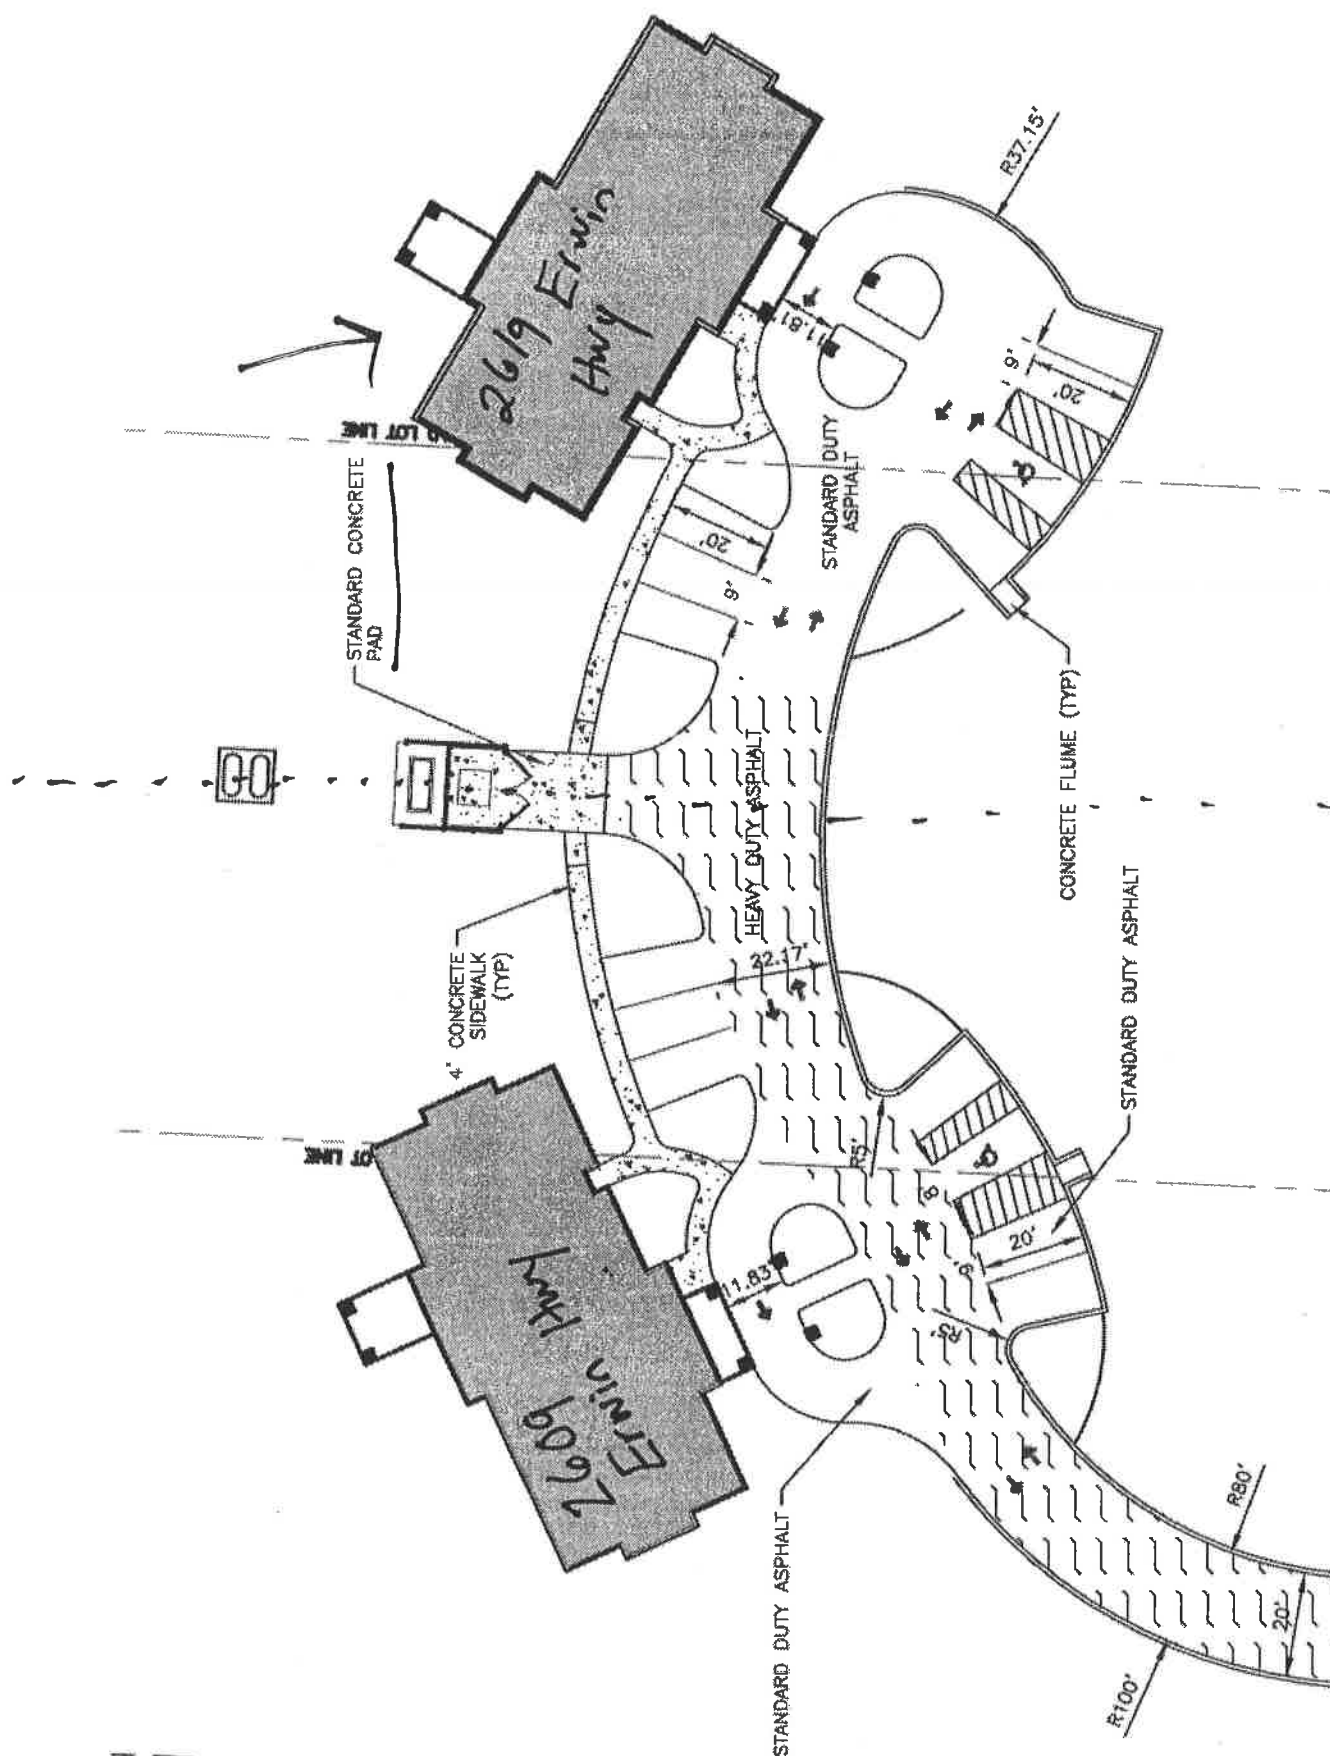 2619 Erwin
Hwy
R37.15'
11.81'
9'
20'
LOT LINE
STANDARD CONCRETE
PAD
STANDARD DUTY
ASPHALT
20'
9'
HEAVY DUTY ASPHALT
CONCRETE FLUME (TYP)
4' CONCRETE
SIDEWALK
(TYP)
22.17'
STANDARD DUTY ASPHALT
LOT LINE
R5'
8'
20'
9'
11.83'
R5'
2609
Erwin Hwy
STANDARD DUTY ASPHALT
R80'
20'
R100'